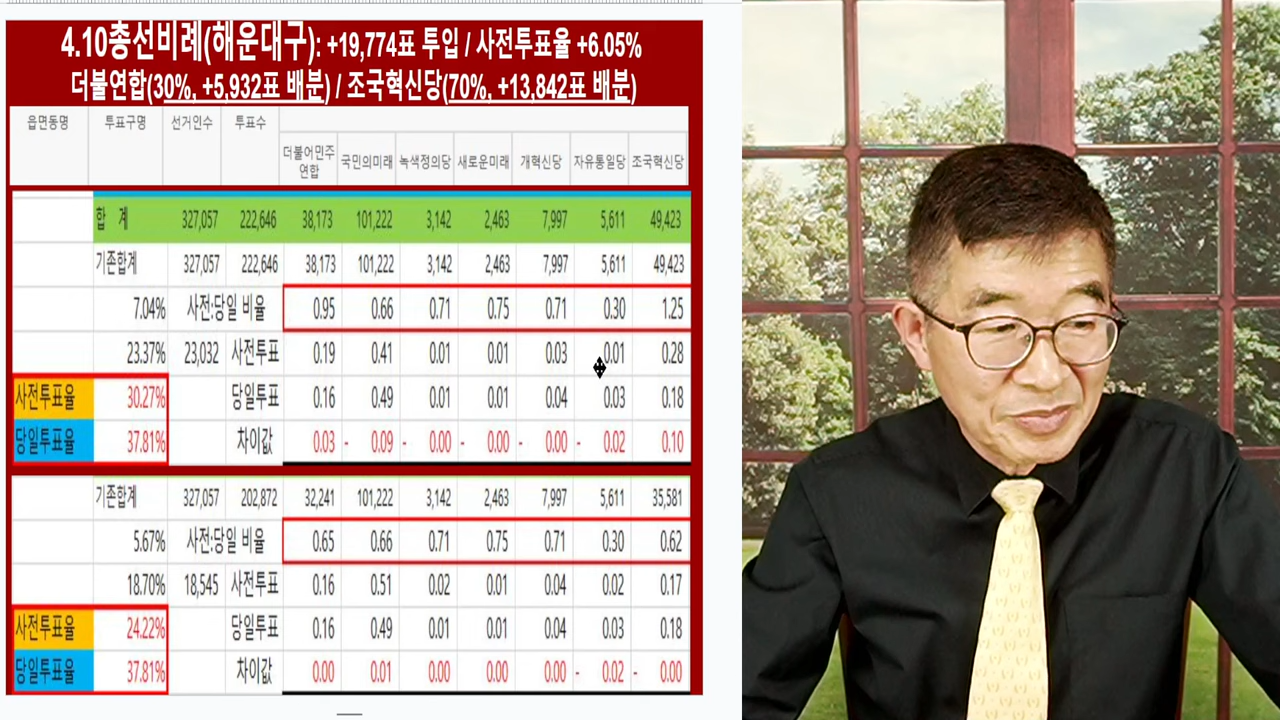 4.10총선비례(해운대구): +19,774표 투입 / 사전투표율 +6.05%
더불연합(30%, +5,932표 배분) / 조국혁신당(70%, +13,842표 배분)
읍면동명 투표구명 선거인수 투표수
더불어민주연합 국민의미래 녹색정의당 새로운미래 개혁신당 자유통일당 조국혁신당
합 계 327,057 222,646 38,173 101,222 3,142 2,463 7,997 5,611 49,423
기존합계 327,057 222,646 38,173 101,222 3,142 2,463 7,997 5,611 49,423
7.04% 사전:당일 비율 0.95 0.66 0.71 0.75 0.71 0.30 1.25
23.37% 23,032 사전투표 0.19 0.41 0.01 0.01 0.03 0.01 0.28
사전투표율 30.27% 당일투표 0.16 0.49 0.01 0.01 0.04 0.03 0.18
당일투표율 37.81% 차이값 0.03 - 0.09 - 0.00 - 0.00 - 0.00 - 0.02 0.10
기존합계 327,057 202,872 32,241 101,222 3,142 2,463 7,997 5,611 35,581
5.67% 사전:당일 비율 0.65 0.66 0.71 0.75 0.71 0.30 0.62
18.70% 18,545 사전투표 0.16 0.51 0.02 0.01 0.04 0.02 0.17
사전투표율 24.22% 당일투표 0.16 0.49 0.01 0.01 0.04 0.03 0.18
당일투표율 37.81% 차이값 0.00 0.01 0.00 0.00 0.00 - 0.02 - 0.00